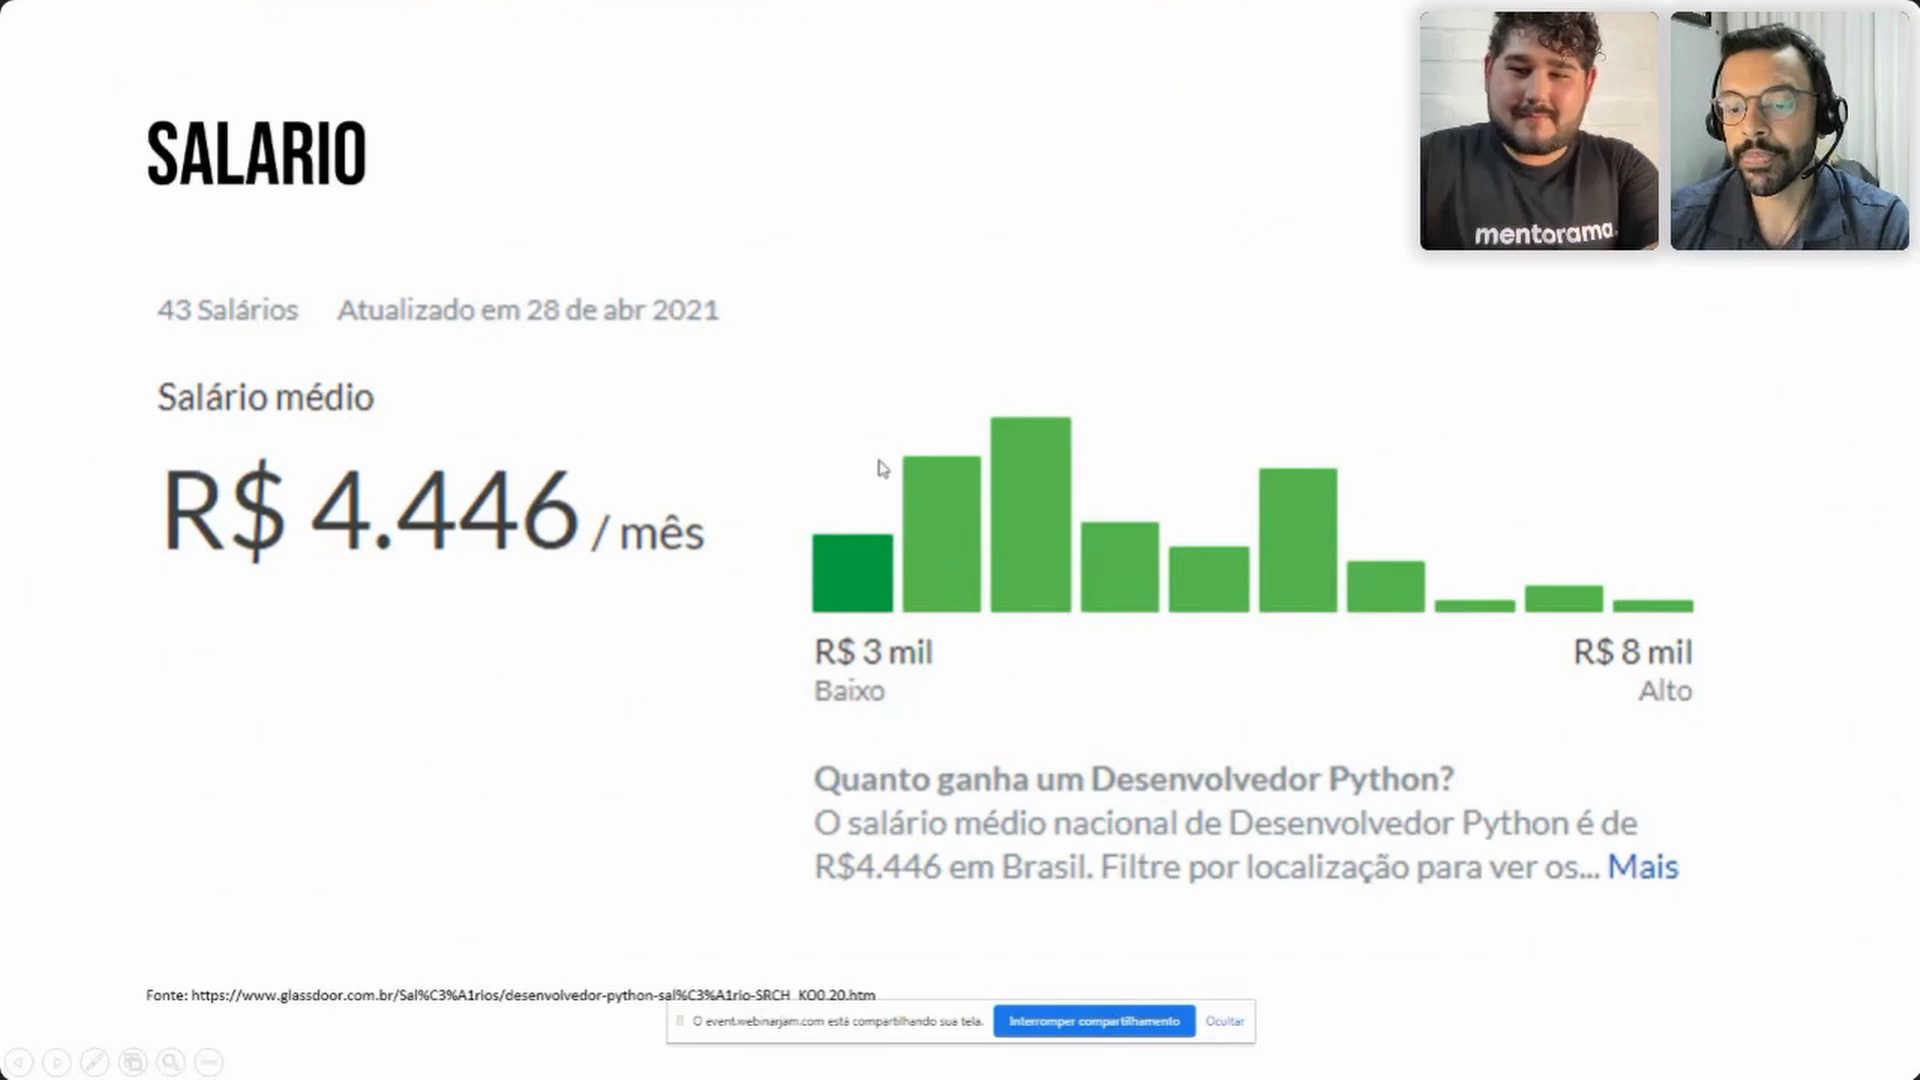 SALARIO
mentorama.
43 Salários Atualizado em 28 de abr 2021
Salário médio
R$ 4.446 / mês
R$ 3 mil
Baixo
R$ 8 mil
Alto
Quanto ganha um Desenvolvedor Python?
O salário médio nacional de Desenvolvedor Python é de
R$4.446 em Brasil. Filtre por localização para ver os... Mais
Fonte: https://www.glassdoor.com.br/Sal%C3%A1rios/desenvolvedor-python-sal%C3%A1rio-SRCH_KO0,20.htm
O event.webinarjam.com está compartilhando sua tela. Interromper compartilhamento Ocultar